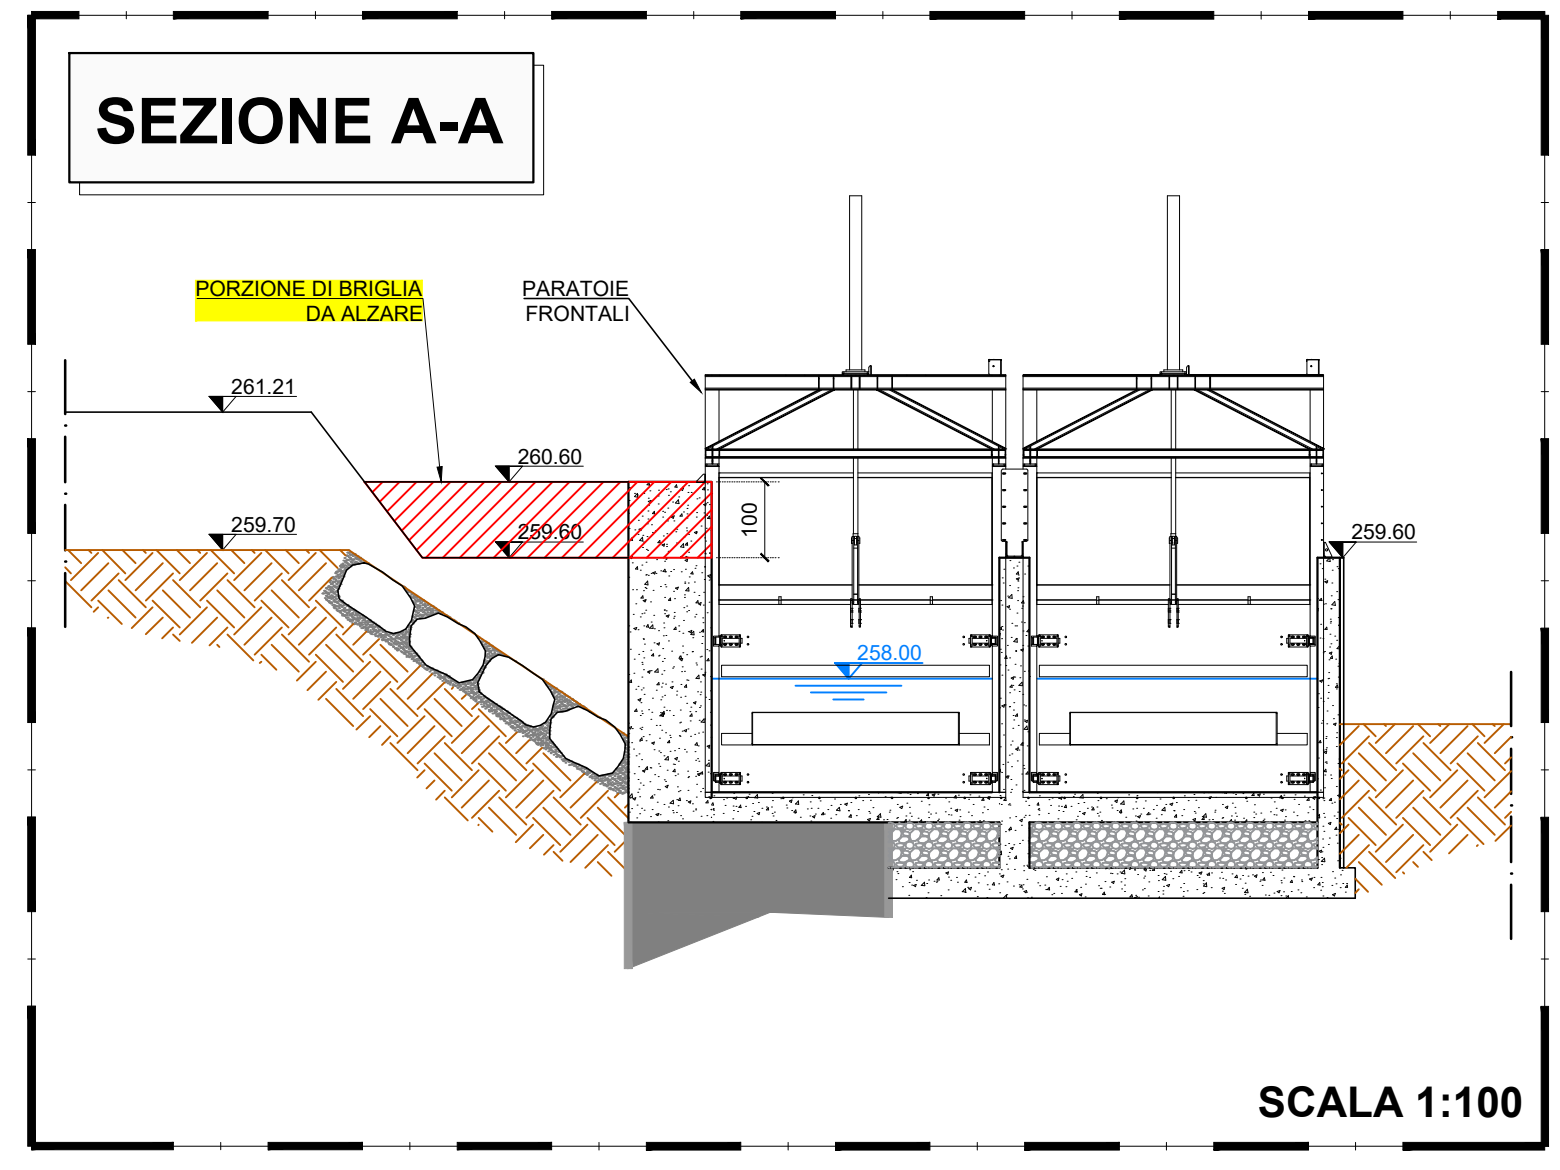 SEZIONE A-A
PORZIONE DI BRIGLIA
DA ALZARE
PARATOIE
FRONTALI
261.21
260.60
259.70
259.60
100
259.60
258.00
SCALA 1:100